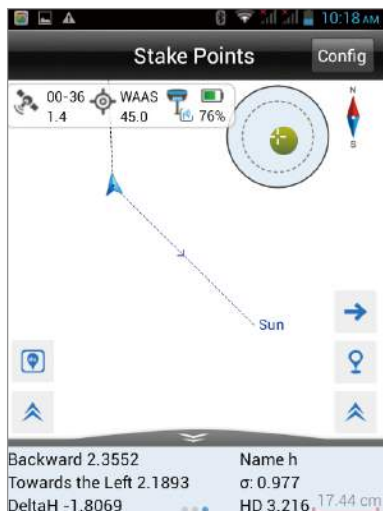 10:18 AM
Stake Points
Config
00-36 WAAS
1.4 45.0 76%
N
S
Sun
Backward 2.3552 Name h
Towards the Left 2.1893 σ: 0.977
DeltaH -1.8069 HD 3.216 17.44 cm